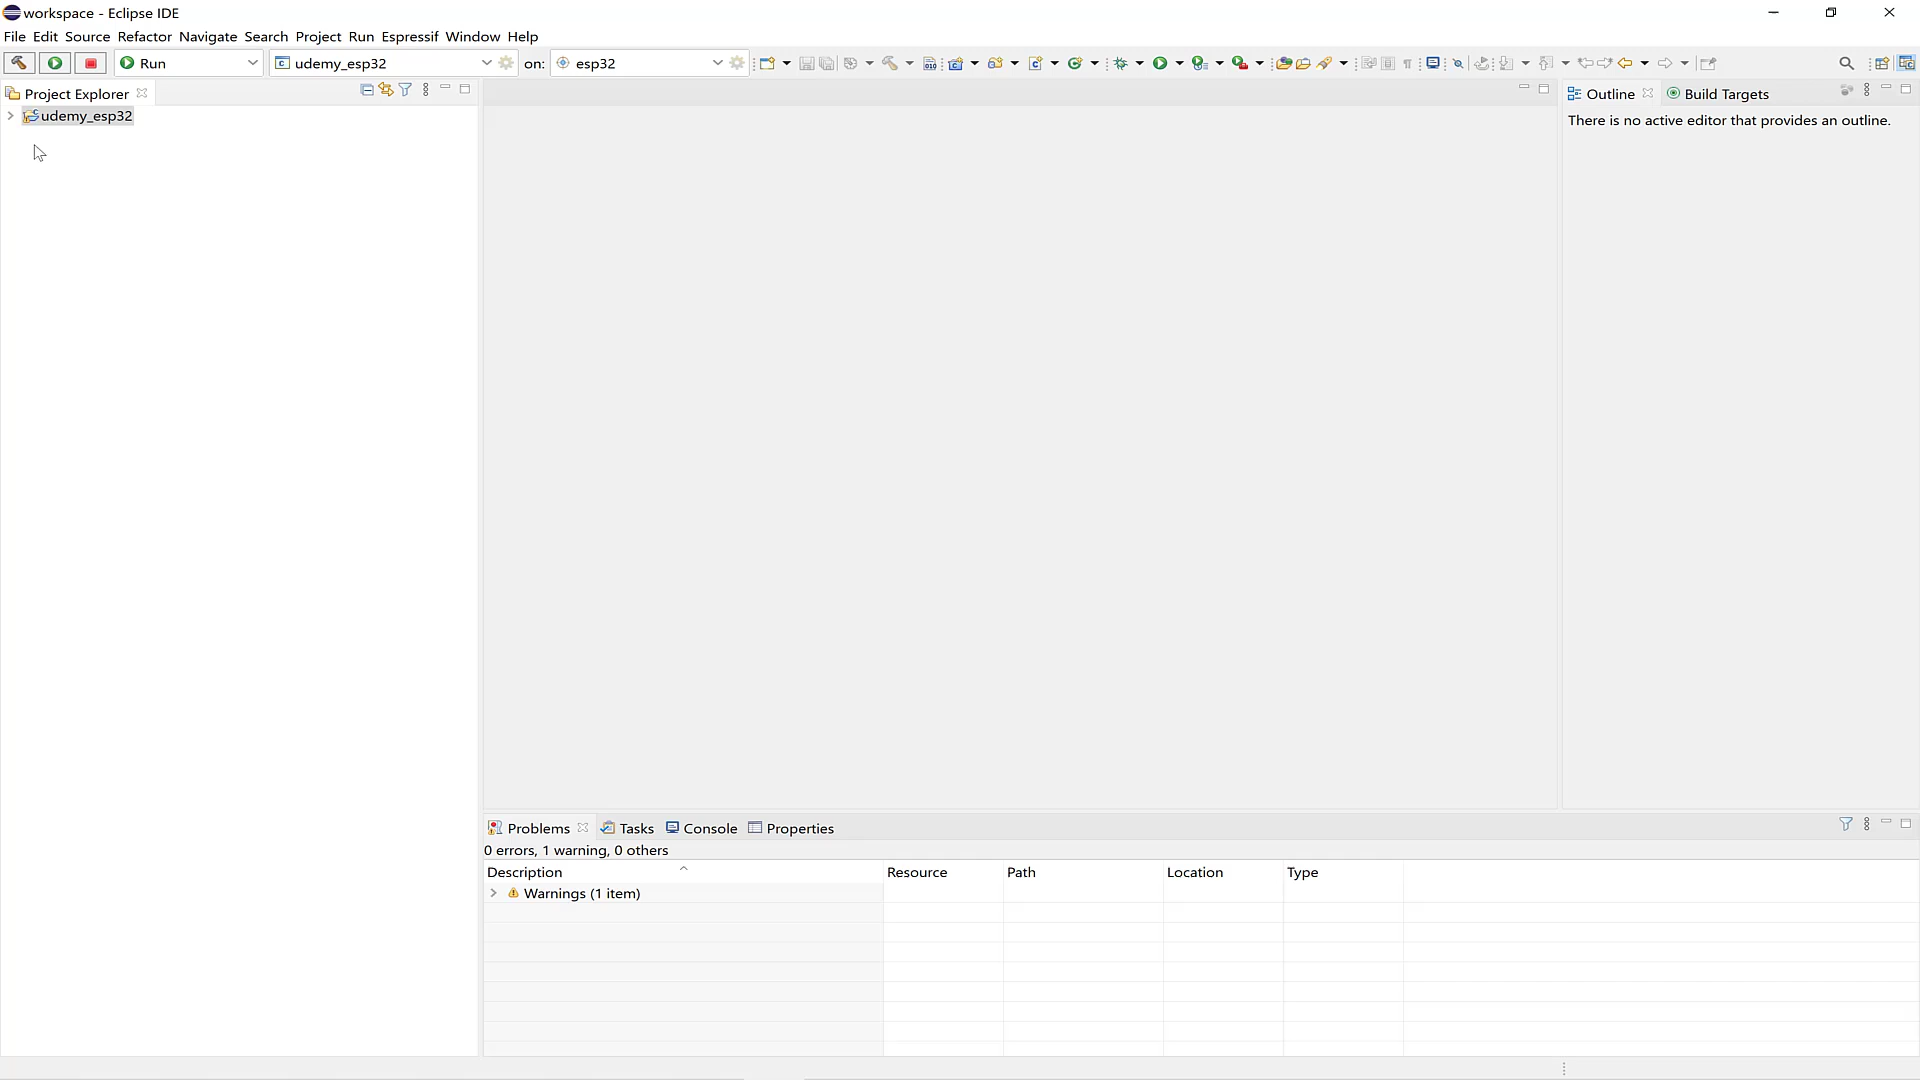 workspace - Eclipse IDE
File Edit Source Refactor Navigate Search Project Run Espressif Window Help
Run udemy_esp32 on: esp32
Project Explorer
udemy_esp32
Outline Build Targets
There is no active editor that provides an outline.
Problems Tasks Console Properties
0 errors, 1 warning, 0 others
Description Resource Path Location Type
Warnings (1 item)